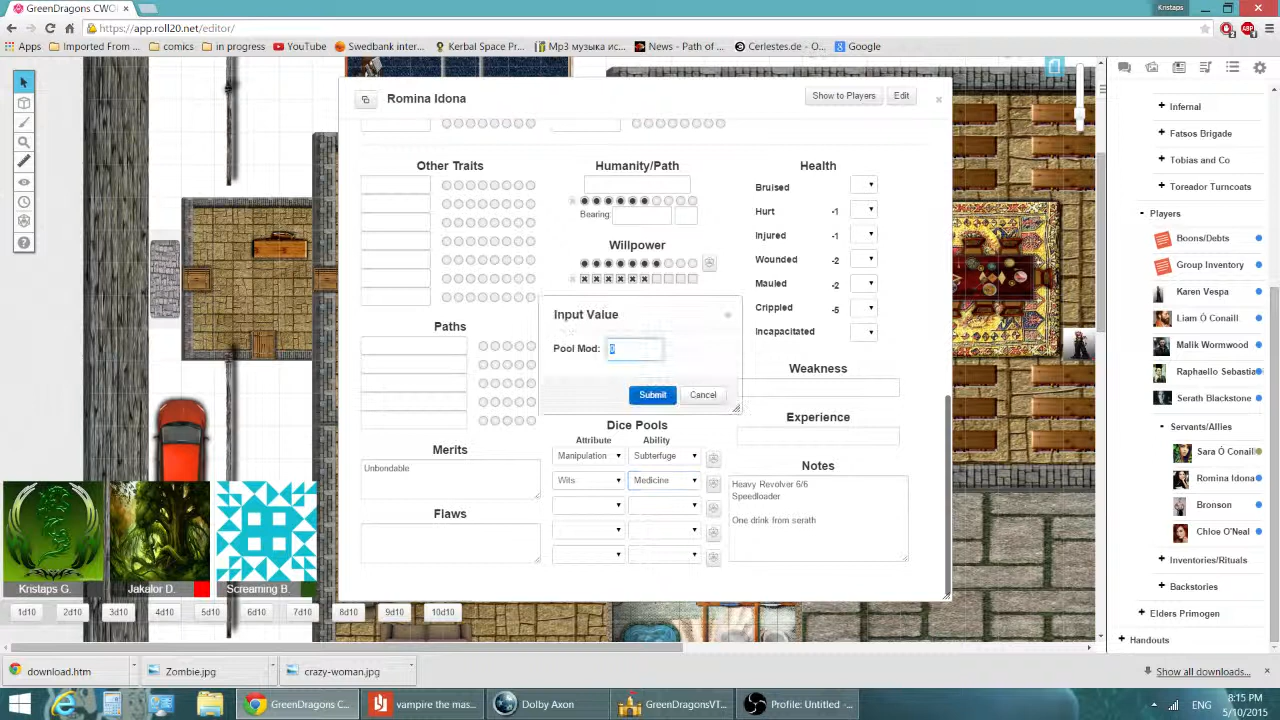 GreenDragons CWO
Kristaps
https://app.roll20.net/editor/
Apps
from comics
comics
YouTube
Swedbank inter...
Kerbal Space Pr...
Mp3 музыка ис...
News - Path of ...
Cerlestes.de - O...
Google
Romina Idona
Show to Players
Edit
Other Traits
Humanity/Path
Bearing:
Willpower
Health
Bruised
Hurt -1
Injured -1
Wounded -2
Mauled -2
Crippled -5
Incapacitated
Input Value
Pool Mod: 0
Submit
Cancel
Paths
Weakness
Experience
Merits
Unbondable
Flaws
Dice Pools
Attribute Ability
Manipulation Subterfuge
Wits Medicine
Notes
Heavy Revolver 6/6
Speedloader
One drink from serath
Infernal
Fatsos Brigade
Tobias and Co
Toreador Turncoats
Players
Boons/Debts
Group Inventory
Karen Vespa
Liam Ó Conaill
Malik Wormwood
Raphaello Sebastia
Serath Blackstone
Servants/Allies
Sara Ó Conaill
Romina Idona
Bronson
Chloe O'Neal
Inventories/Rituals
Backstories
Elders Primogen
Handouts
Kristaps G.
Jakalor D.
Screaming B.
1d10 2d10 3d10 4d10 5d10 6d10 7d10 8d10 9d10 10d10
download.htm
Zombie.jpg
crazy-woman.jpg
Show all downloads...
GreenDragons C...
vampire the mas...
Dolby Axon
GreenDragonsVT...
Profile: Untitled -...
ENG
8:15 PM
5/10/2015